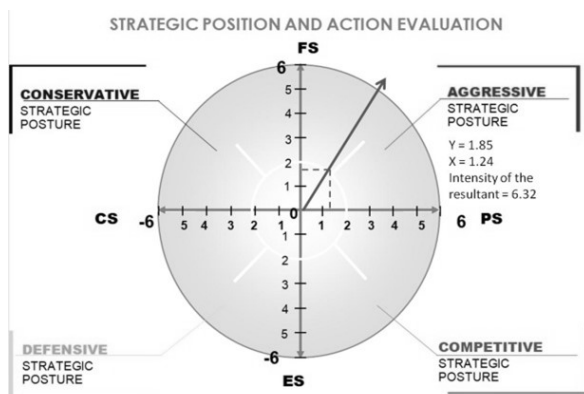 STRATEGIC POSITION AND ACTION EVALUATION
FS
6
CONSERVATIVE
STRATEGIC
POSTURE
AGGRESSIVE
STRATEGIC
POSTURE
Y = 1.85
X = 1.24
Intensity of the
resultant = 6.32
5
4
3
2
1
CS -6 5 4 3 2 1 0 1 2 3 4 5 6 PS
1
2
3
4
5
-6
ES
DEFENSIVE
STRATEGIC
POSTURE
COMPETITIVE
STRATEGIC
POSTURE